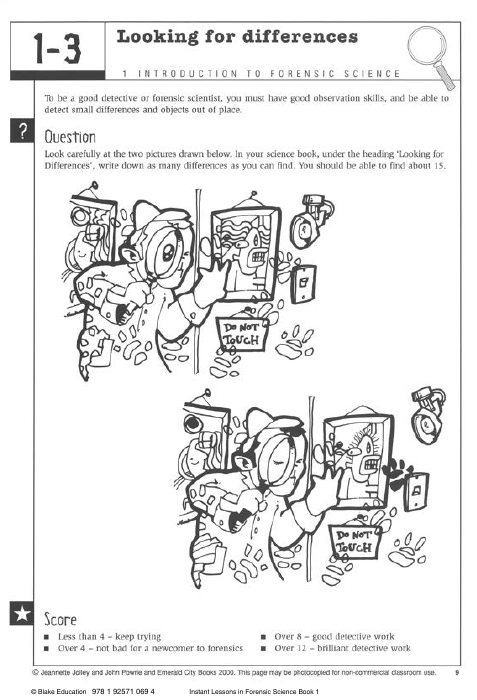 1-3
Looking for differences
1 INTRODUCTION TO FORENSIC SCIENCE
To be a good detective or forensic scientist, you must have good observation skills, and be able to
detect small differences and objects out of place.
?
Question
Look carefully at the two pictures drawn below. In your science book, under the heading 'Looking for
Differences', write down as many differences as you can find. You should be able to find about 15.
DO NOT
TOUCH
DO NOT
TOUCH
Score
■ Less than 4 – keep trying
■ Over 4 – not bad for a newcomer to forensics
■ Over 8 – good detective work
■ Over 12 – brilliant detective work
© Jeannette Jolley and John Powne and Emerald City Books 2000. This page may be photocopied for non-commercial classroom use. 9
© Blake Education 978 1 92571 069 4 Instant Lessons in Forensic Science Book 1